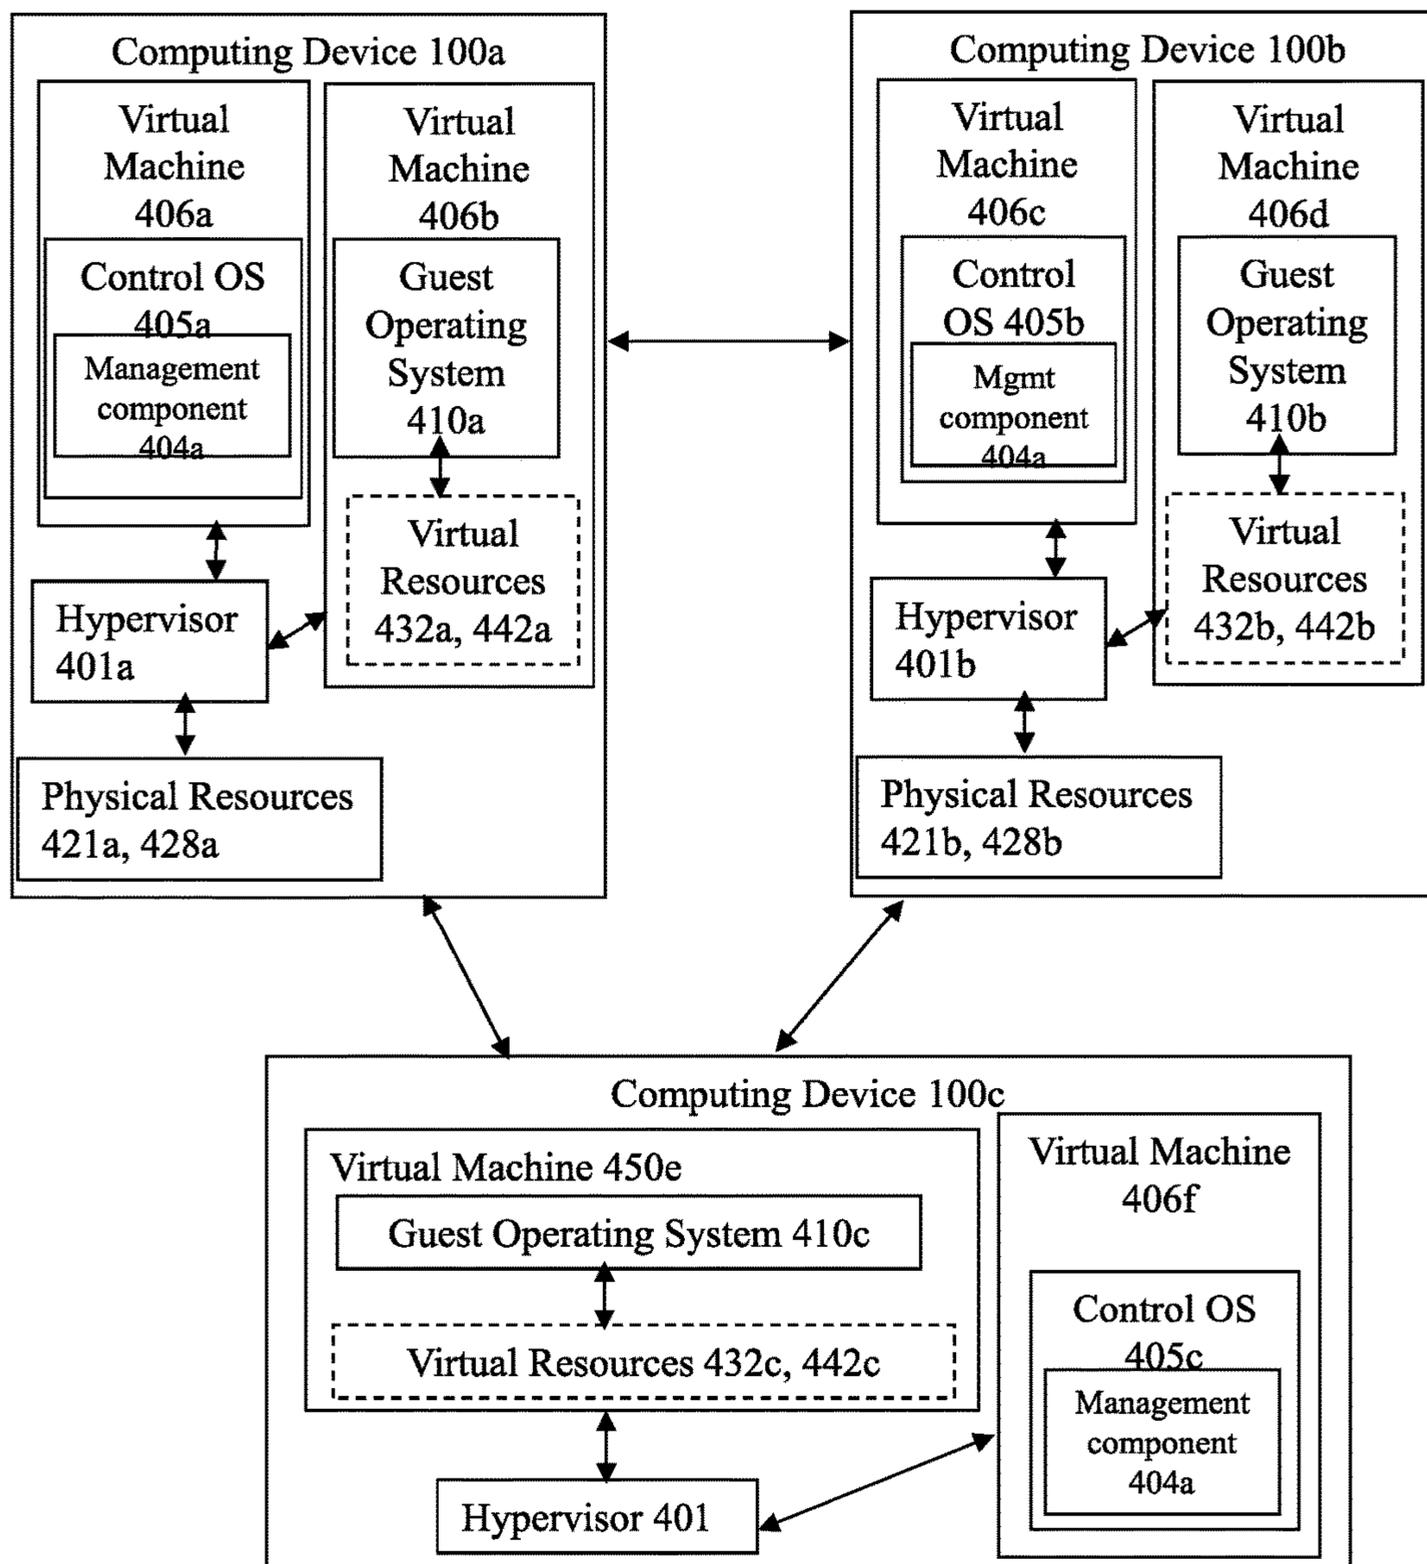 Computing Device 100a
Virtual
Machine
406a
Control OS
405a
Management
component
404a
Virtual
Machine
406b
Guest
Operating
System
410a
Virtual
Resources
432a, 442a
Hypervisor
401a
Physical Resources
421a, 428a
Computing Device 100b
Virtual
Machine
406c
Control
OS 405b
Mgmt
component
404a
Virtual
Machine
406d
Guest
Operating
System
410b
Virtual
Resources
432b, 442b
Hypervisor
401b
Physical Resources
421b, 428b
Computing Device 100c
Virtual Machine 450e
Guest Operating System 410c
Virtual Resources 432c, 442c
Hypervisor 401
Virtual Machine
406f
Control OS
405c
Management
component
404a